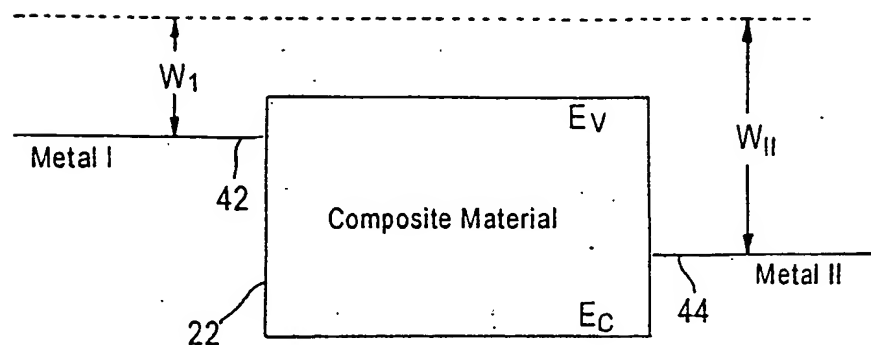 W1
EV
WII
Metal I
42
Composite Material
Metal II
44
22
EC